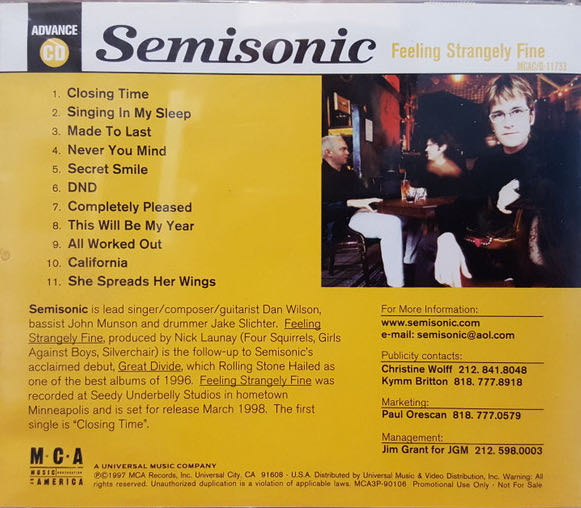 ADVANCE
CD
Semisonic
Feeling Strangely Fine
MCAC/D-11733
1. Closing Time
2. Singing In My Sleep
3. Made To Last
4. Never You Mind
5. Secret Smile
6. DND
7. Completely Pleased
8. This Will Be My Year
9. All Worked Out
10. California
11. She Spreads Her Wings
Semisonic is lead singer/composer/guitarist Dan Wilson,
bassist John Munson and drummer Jake Slichter. Feeling
Strangely Fine, produced by Nick Launay (Four Squirrels, Girls
Against Boys, Silverchair) is the follow-up to Semisonic's
acclaimed debut, Great Divide, which Rolling Stone Hailed as
one of the best albums of 1996. Feeling Strangely Fine was
recorded at Seedy Underbelly Studios in hometown
Minneapolis and is set for release March 1998. The first
single is "Closing Time".
For More Information:
www.semisonic.com
e-mail: semisonic@aol.com
Publicity contacts:
Christine Wolff 212. 841.8048
Kymm Britton 818. 777.8918
Marketing:
Paul Orescan 818. 777.0579
Management:
Jim Grant for JGM 212. 598.0003
M·C·A
MUSIC CORPORATION
OF AMERICA
A UNIVERSAL MUSIC COMPANY
℗©1997 MCA Records, Inc. Universal City, CA 91608 - U.S.A. Distributed by Universal Music & Video Distribution, Inc. Warning: All
rights reserved. Unauthorized duplication is a violation of applicable laws. MCA3P-90106 Promotional Use Only - Not For Sale